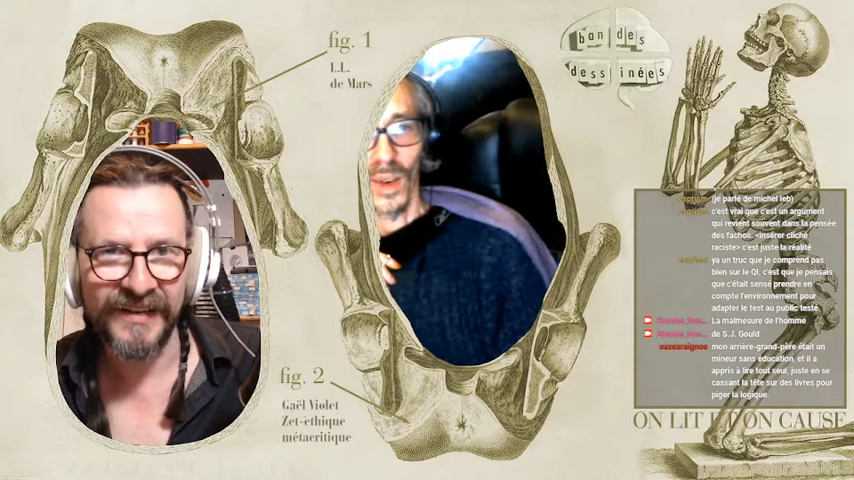 fig. 1
L.L.
de Mars
bandes
dessinées
(je parle de michel leb)
c'est vrai que c'est un argument
qui revient souvent dans la pensée
des fachos. <insérer cliché
raciste> c'est juste la réalité
ya un truc que je comprend pas
bien sur le QI, c'est que je pensais
que c'était sensé prendre en
compte l'environnement pour
adapter le test au public testé
La malmesure de l'homme
de S.J. Gould
mon arrière-grand-père était un
mineur sans éducation, et il a
appris à lire tout seul, juste en se
cassant la tête sur des livres pour
piger la logique.
fig. 2
Gaël Violet
Zet-éthique
métacritique
ON LIT ET ON CAUSE